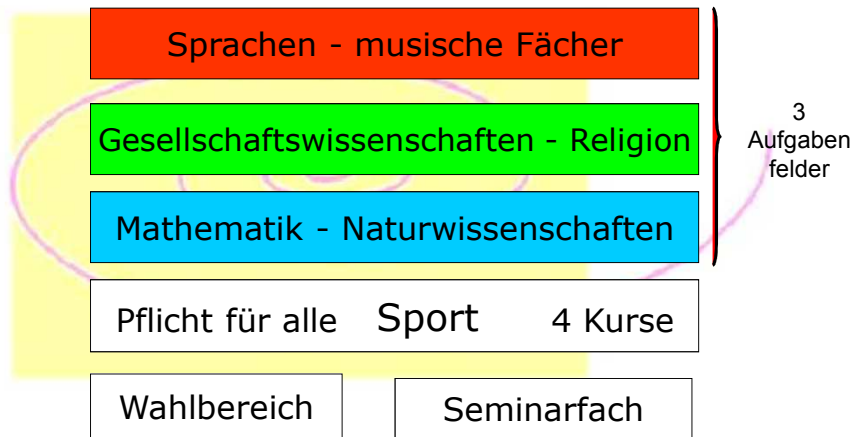 Sprachen - musische Fächer
Gesellschaftswissenschaften - Religion
3
Aufgaben
felder
Mathematik - Naturwissenschaften
Pflicht für alle Sport 4 Kurse
Wahlbereich
Seminarfach